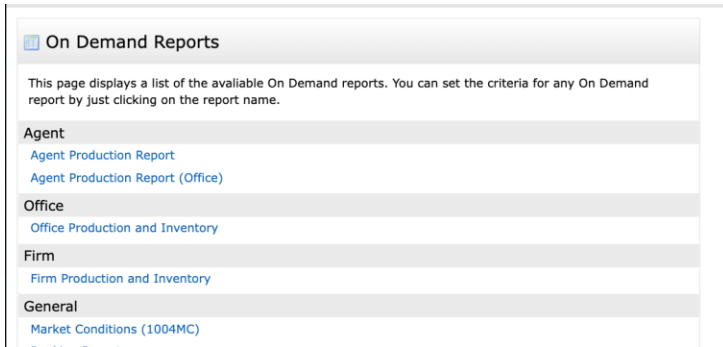 On Demand Reports
This page displays a list of the avaliable On Demand reports. You can set the criteria for any On Demand
report by just clicking on the report name.
Agent
Agent Production Report
Agent Production Report (Office)
Office
Office Production and Inventory
Firm
Firm Production and Inventory
General
Market Conditions (1004MC)